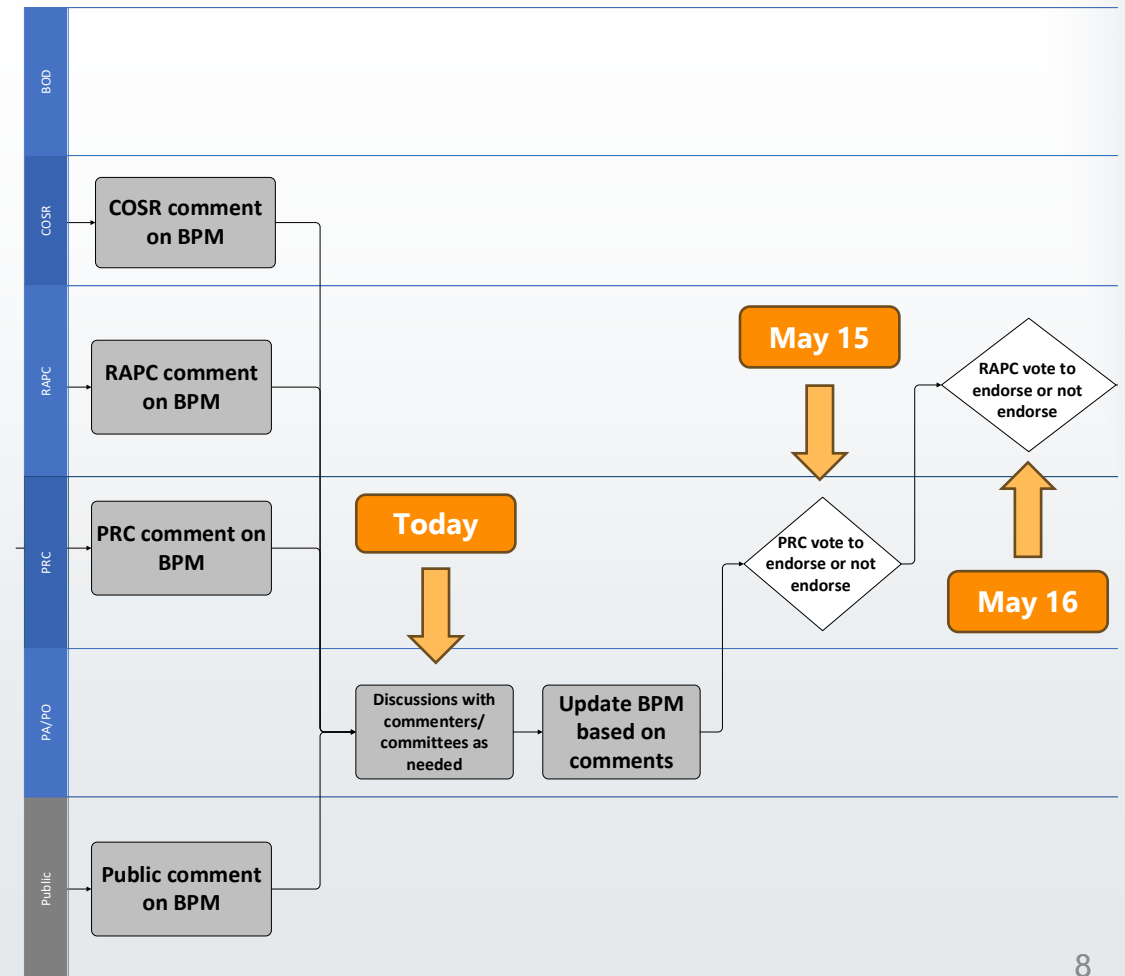 BOD
COSR
COSR comment
on BPM
RAPC
RAPC comment
on BPM
May 15
RAPC vote to
endorse or not
endorse
PRC
PRC comment on
BPM
Today
PRC vote to
endorse or not
endorse
May 16
PA/PO
Discussions with
commenters/
committees as
needed
Update BPM
based on
comments
Public
Public comment
on BPM
8